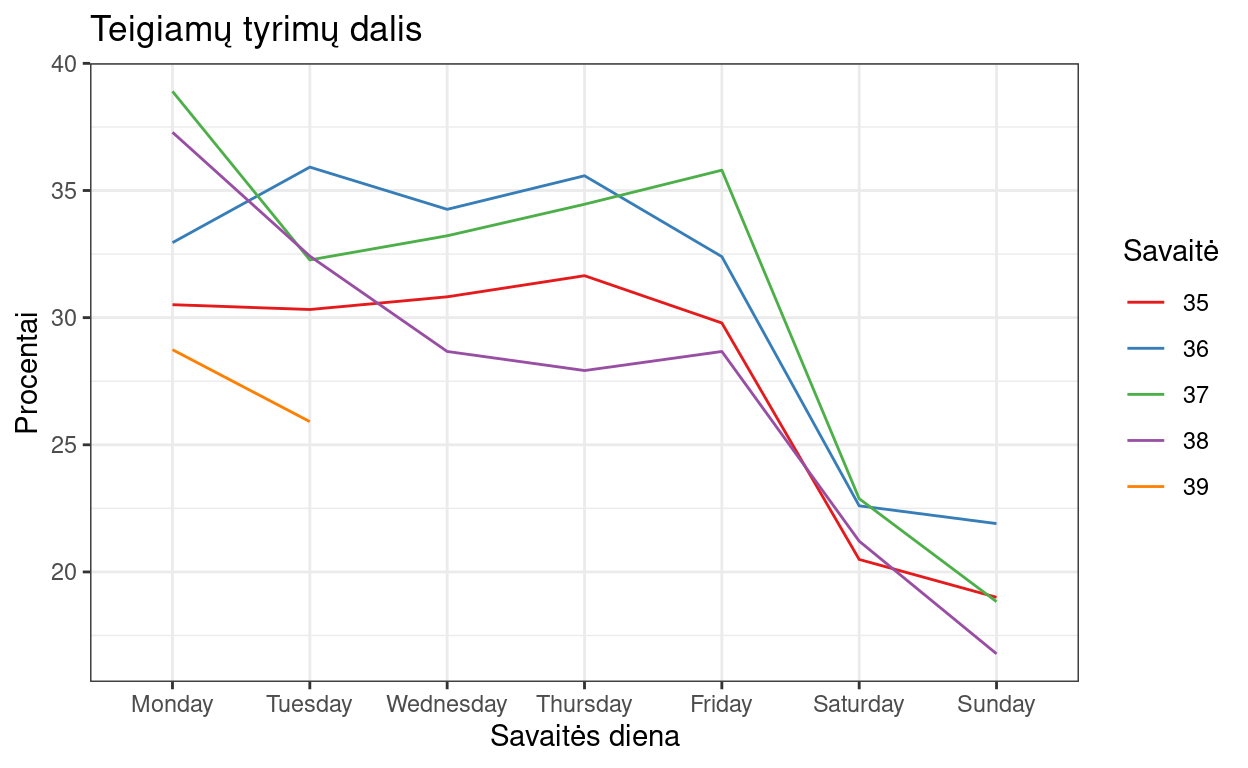 Teigiamų tyrimų dalis
40
35
30
25
20
Procentai
Monday Tuesday Wednesday Thursday Friday Saturday Sunday
Savaitės diena
Savaitė
35
36
37
38
39